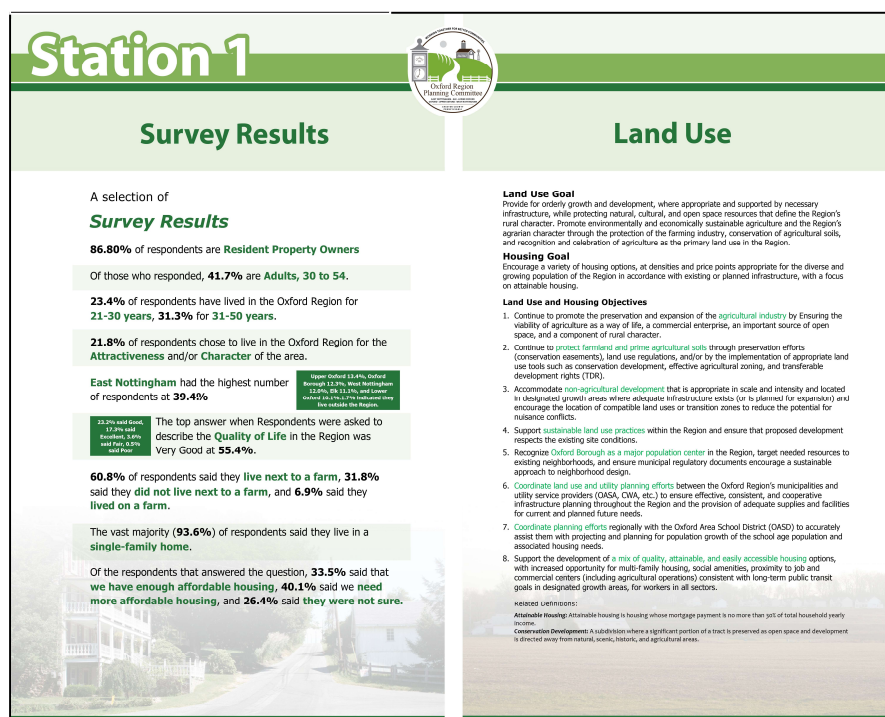 Station 1
Oxford Region
Planning Committee
Survey Results
A selection of
Survey Results
86.80% of respondents are Resident Property Owners
Of those who responded, 41.7% are Adults, 30 to 54.
23.4% of respondents have lived in the Oxford Region for
21-30 years, 31.3% for 31-50 years.
21.8% of respondents chose to live in the Oxford Region for the
Attractiveness and/or Character of the area.
East Nottingham had the highest number
of respondents at 39.4%
Upper Oxford 13.4%, Oxford
Borough 12.3%, West Nottingham
12.0%, Elk 11.1%, and Lower
Oxford 10.1%.1.7% indicated they
live outside the Region.
23.2% said Good,
17.3% said
Excellent, 3.6%
said Fair, 0.5%
said Poor
The top answer when Respondents were asked to
describe the Quality of Life in the Region was
Very Good at 55.4%.
60.8% of respondents said they live next to a farm, 31.8%
said they did not live next to a farm, and 6.9% said they
lived on a farm.
The vast majority (93.6%) of respondents said they live in a
single-family home.
Of the respondents that answered the question, 33.5% said that
we have enough affordable housing, 40.1% said we need
more affordable housing, and 26.4% said they were not sure.
Land Use
Land Use Goal
Provide for orderly growth and development, where appropriate and supported by necessary
infrastructure, while protecting natural, cultural, and open space resources that define the Region's
rural character. Promote environmentally and economically sustainable agriculture and the Region's
agrarian character through the protection of the farming industry, conservation of agricultural soils,
and recognition and celebration of agriculture as the primary land use in the Region.
Housing Goal
Encourage a variety of housing options, at densities and price points appropriate for the diverse and
growing population of the Region in accordance with existing or planned infrastructure, with a focus
on attainable housing.
Land Use and Housing Objectives
1. Continue to promote the preservation and expansion of the agricultural industry by Ensuring the
viability of agriculture as a way of life, a commercial enterprise, an important source of open
space, and a component of rural character.
2. Continue to protect farmland and prime agricultural soils through preservation efforts
(conservation easements), land use regulations, and/or by the implementation of appropriate land
use tools such as conservation development, effective agricultural zoning, and transferable
development rights (TDR).
3. Accommodate non-agricultural development that is appropriate in scale and intensity and located
in designated growth areas where adequate infrastructure exists (or is planned for expansion) and
encourage the location of compatible land uses or transition zones to reduce the potential for
nuisance conflicts.
4. Support sustainable land use practices within the Region and ensure that proposed development
respects the existing site conditions.
5. Recognize Oxford Borough as a major population center in the Region, target needed resources to
existing neighborhoods, and ensure municipal regulatory documents encourage a sustainable
approach to neighborhood design.
6. Coordinate land use and utility planning efforts between the Oxford Region's municipalities and
utility service providers (OASA, CWA, etc.) to ensure effective, consistent, and cooperative
infrastructure planning throughout the Region and the provision of adequate supplies and facilities
for current and planned future needs.
7. Coordinate planning efforts regionally with the Oxford Area School District (OASD) to accurately
assist them with projecting and planning for population growth of the school age population and
associated housing needs.
8. Support the development of a mix of quality, attainable, and easily accessible housing options,
with increased opportunity for multi-family housing, social amenities, proximity to job and
commercial centers (including agricultural operations) consistent with long-term public transit
goals in designated growth areas, for workers in all sectors.
Related Definitions:
Attainable Housing: Attainable housing is housing whose mortgage payment is no more than 30% of total household yearly
income.
Conservation Development: A subdivision where a significant portion of a tract is preserved as open space and development
is directed away from natural, scenic, historic, and agricultural areas.